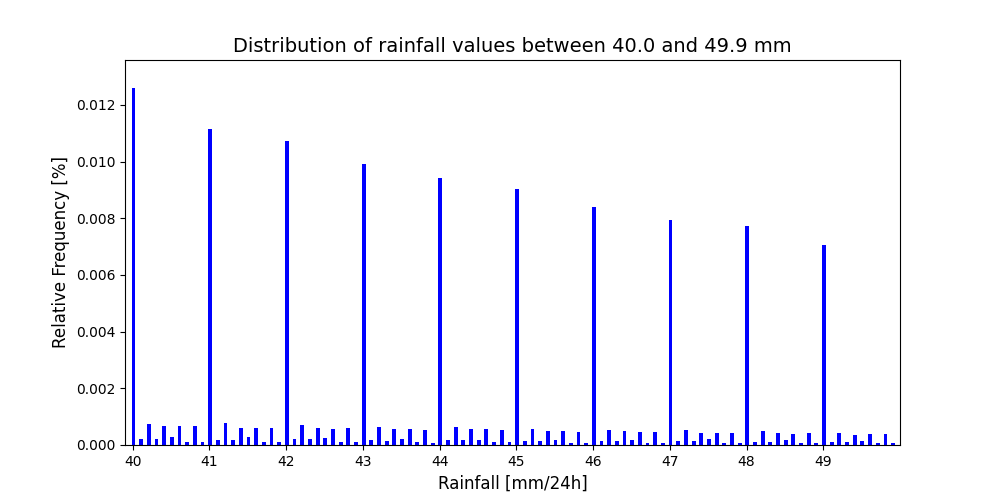 Distribution of rainfall values between 40.0 and 49.9 mm
0.012
0.010
0.008
0.006
0.004
0.002
0.000
Relative Frequency [%]
40 41 42 43 44 45 46 47 48 49
Rainfall [mm/24h]